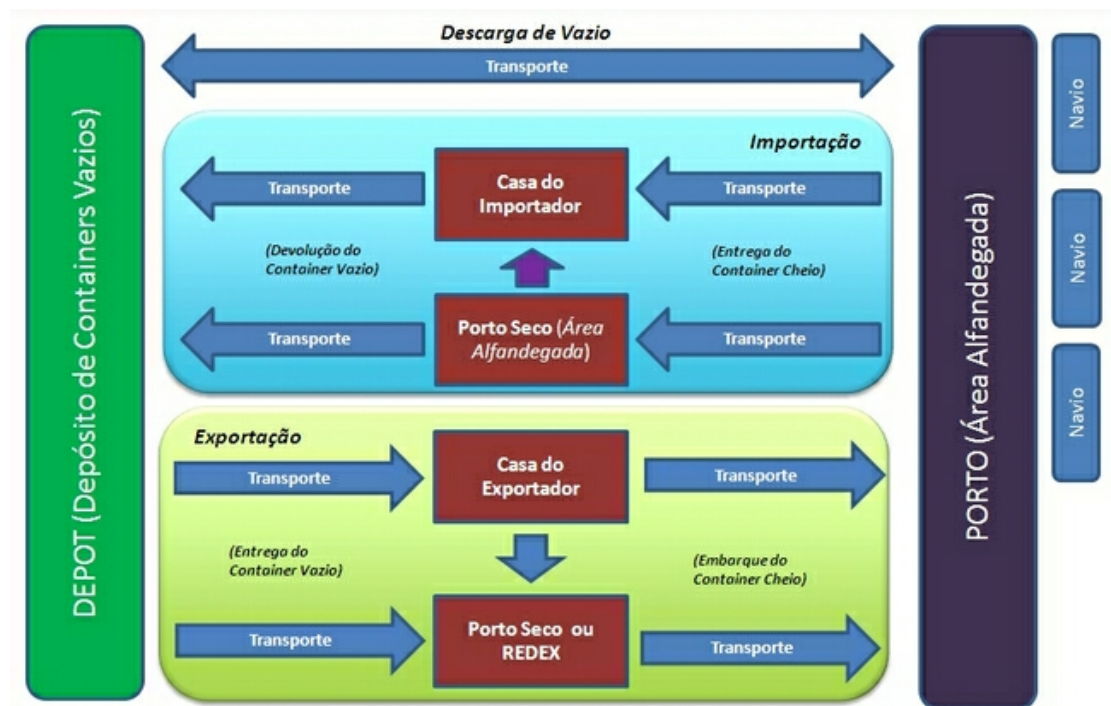 DEPOT (Depósito de Containers Vazios)
Descarga de Vazio
Transporte
Importação
Transporte
Casa do
Importador
Transporte
(Devolução do
Container Vazio)
(Entrega do
Container Cheio)
Transporte
Porto Seco (Área
Alfandegada)
Transporte
Exportação
Transporte
Casa do
Exportador
Transporte
(Entrega do
Container Vazio)
(Embarque do
Container Cheio)
Transporte
Porto Seco ou
REDEX
Transporte
PORTO (Área Alfandegada)
Navio
Navio
Navio